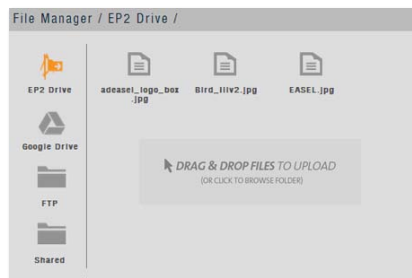 File Manager / EP2 Drive /
EP2 Drive
Google Drive
FTP
Shared
adeasel_logo_box
.jpg
Bird_IIIv2.jpg
EASEL.jpg
DRAG & DROP FILES TO UPLOAD
(OR CLICK TO BROWSE FOLDER)